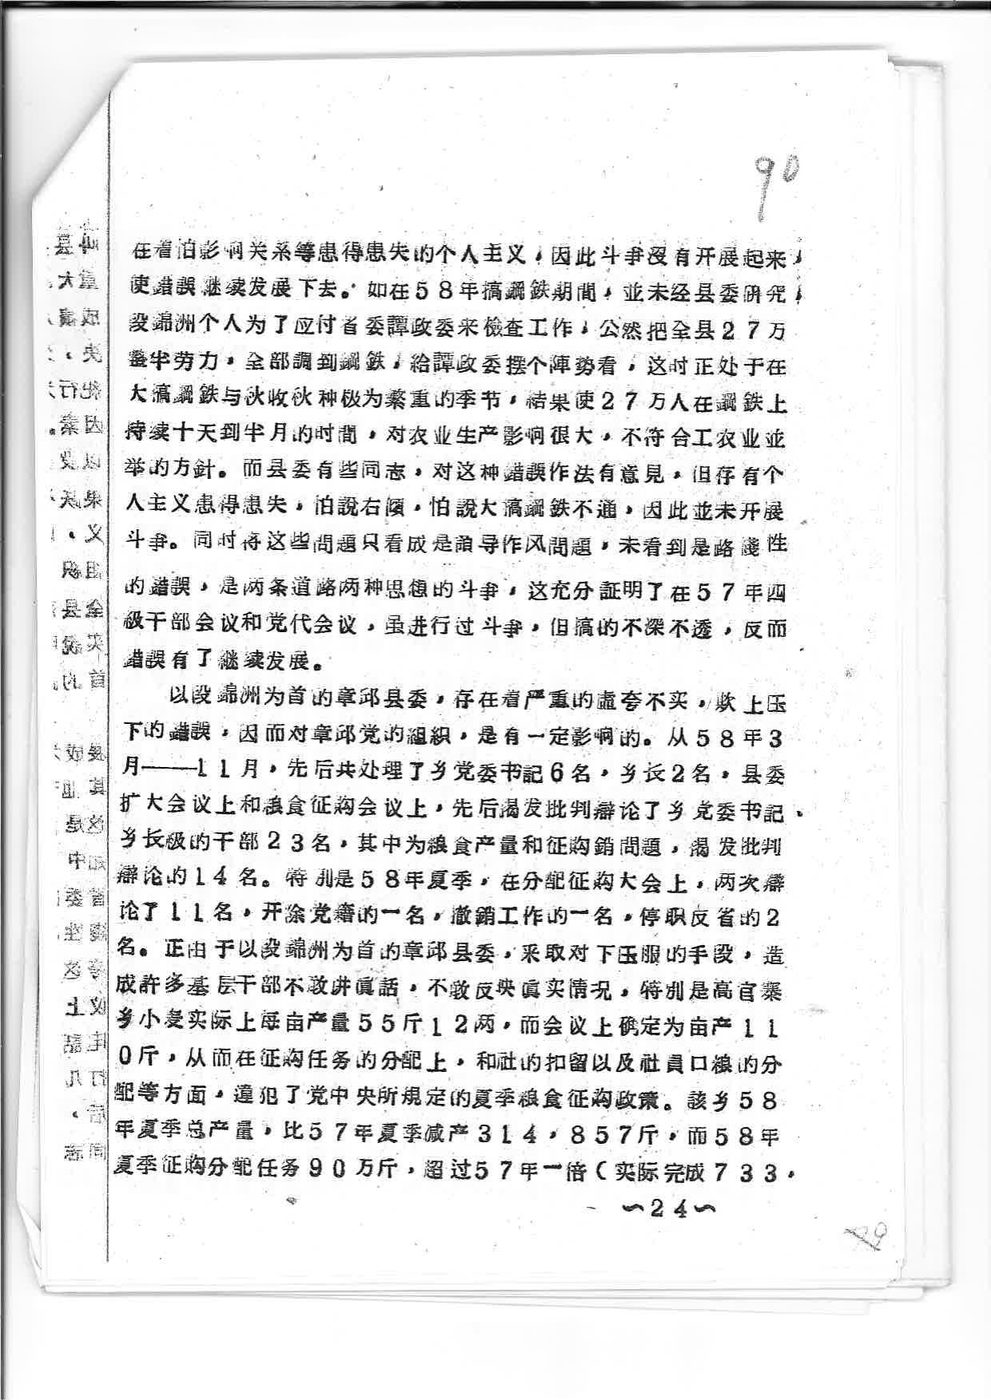 90
在着怕影响关系等患得患失的个人主义，因此斗争没有开展起来，
使錯誤継续发展下去。如在58年搞鋼鉄期間，並未经县委研究，
段錦洲个人为了应付省委譚政委来檢查工作，公然把全县27万
整半劳力，全部調到鋼鉄，給譚政委摆个陣势看，这时正处于在
大搞鋼鉄与秋收秋种极为繁重的季节，结果使27万人在鋼鉄上
持续十天到半月的时間，对农业生产影响很大，不符合工农业並
举的方針。而县委有些同志，对这种錯誤作法有意見，但存有个
人主义患得患失，怕說右傾，怕說大搞鋼鉄不通，因此並未开展
斗争。同时将这些問題只看成是領导作风問題，未看到是路綫性
的錯誤，是两条道路两种思想的斗争，这充分証明了在57年四
級干部会议和党代会议，虽进行过斗争，但搞的不深不透，反而
錯誤有了継续发展。
以段錦洲为首的章邱县委，存在着严重的虚夸不实，欺上压
下的錯誤，因而对章邱党的組織，是有一定影响的。从58年3
月——11月，先后共处理了乡党委书記6名，乡长2名，县委
扩大会议上和粮食征购会议上，先后揭发批判辯论了乡党委书記、
乡长級的干部23名，其中为粮食产量和征购銷問題，揭发批判
辯论的14名。特別是58年夏季，在分配征购大会上，两次辯
论了11名，开除党籍的一名，撤銷工作的一名，停职反省的2
名。正由于以段錦洲为首的章邱县委，采取对下压服的手段，造
成許多基层干部不敢讲眞話，不敢反映眞实情况，特別是高官寨
乡小麦实际上每亩产量55斤12两，而会议上确定为亩产11
0斤，从而在征购任务的分配上，和社的扣留以及社員口粮的分
配等方面，違犯了党中央所規定的夏季粮食征购政策。該乡58
年夏季总产量，比57年夏季减产314，857斤，而58年
夏季征购分配任务90万斤，超过57年一倍（实际完成733，
～24～